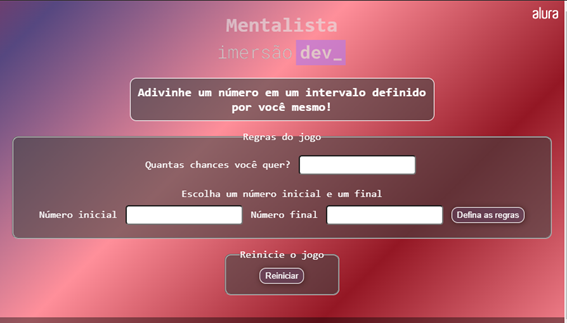 alura
Mentalista
imersão dev_
Adivinhe um número em um intervalo definido
por você mesmo!
Regras do jogo
Quantas chances você quer?
Escolha um número inicial e um final
Número inicial Número final Defina as regras
Reinicie o jogo
Reiniciar